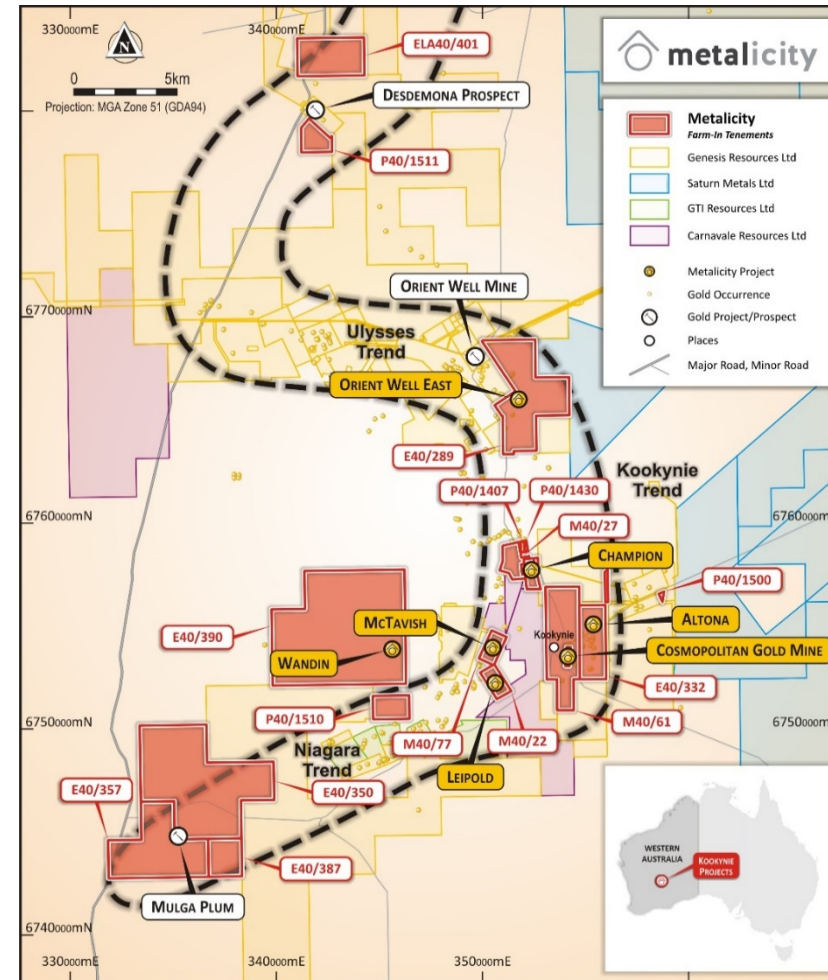 330000mE
340000mE
350000mE
N
0 5km
Projection: MGA Zone 51 (GDA94)
metalicity
Metalicity
Farm-In Tenements
Genesis Resources Ltd
Saturn Metals Ltd
GTI Resources Ltd
Carnavale Resources Ltd
Metalicity Project
Gold Occurrence
Gold Project/Prospect
Places
Major Road, Minor Road
ELA40/401
DESDEMONA PROSPECT
P40/1511
ORIENT WELL MINE
6770000mN
Ulysses
Trend
ORIENT WELL EAST
E40/289
Kookynie
Trend
P40/1407
P40/1430
M40/27
6760000mN
6760000m
CHAMPION
P40/1500
E40/390
MCTAVISH
ALTONA
Kookynie
WANDIN
COSMOPOLITAN GOLD MINE
E40/332
P40/1510
6750000mN
6750000m
M40/77
M40/22
M40/61
Niagara
Trend
LEIPOLD
E40/357
E40/350
E40/387
MULGA PLUM
WESTERN
AUSTRALIA
KOOKYNIE
PROJECTS
6740000mN
330000mE
340000mE
350000mE